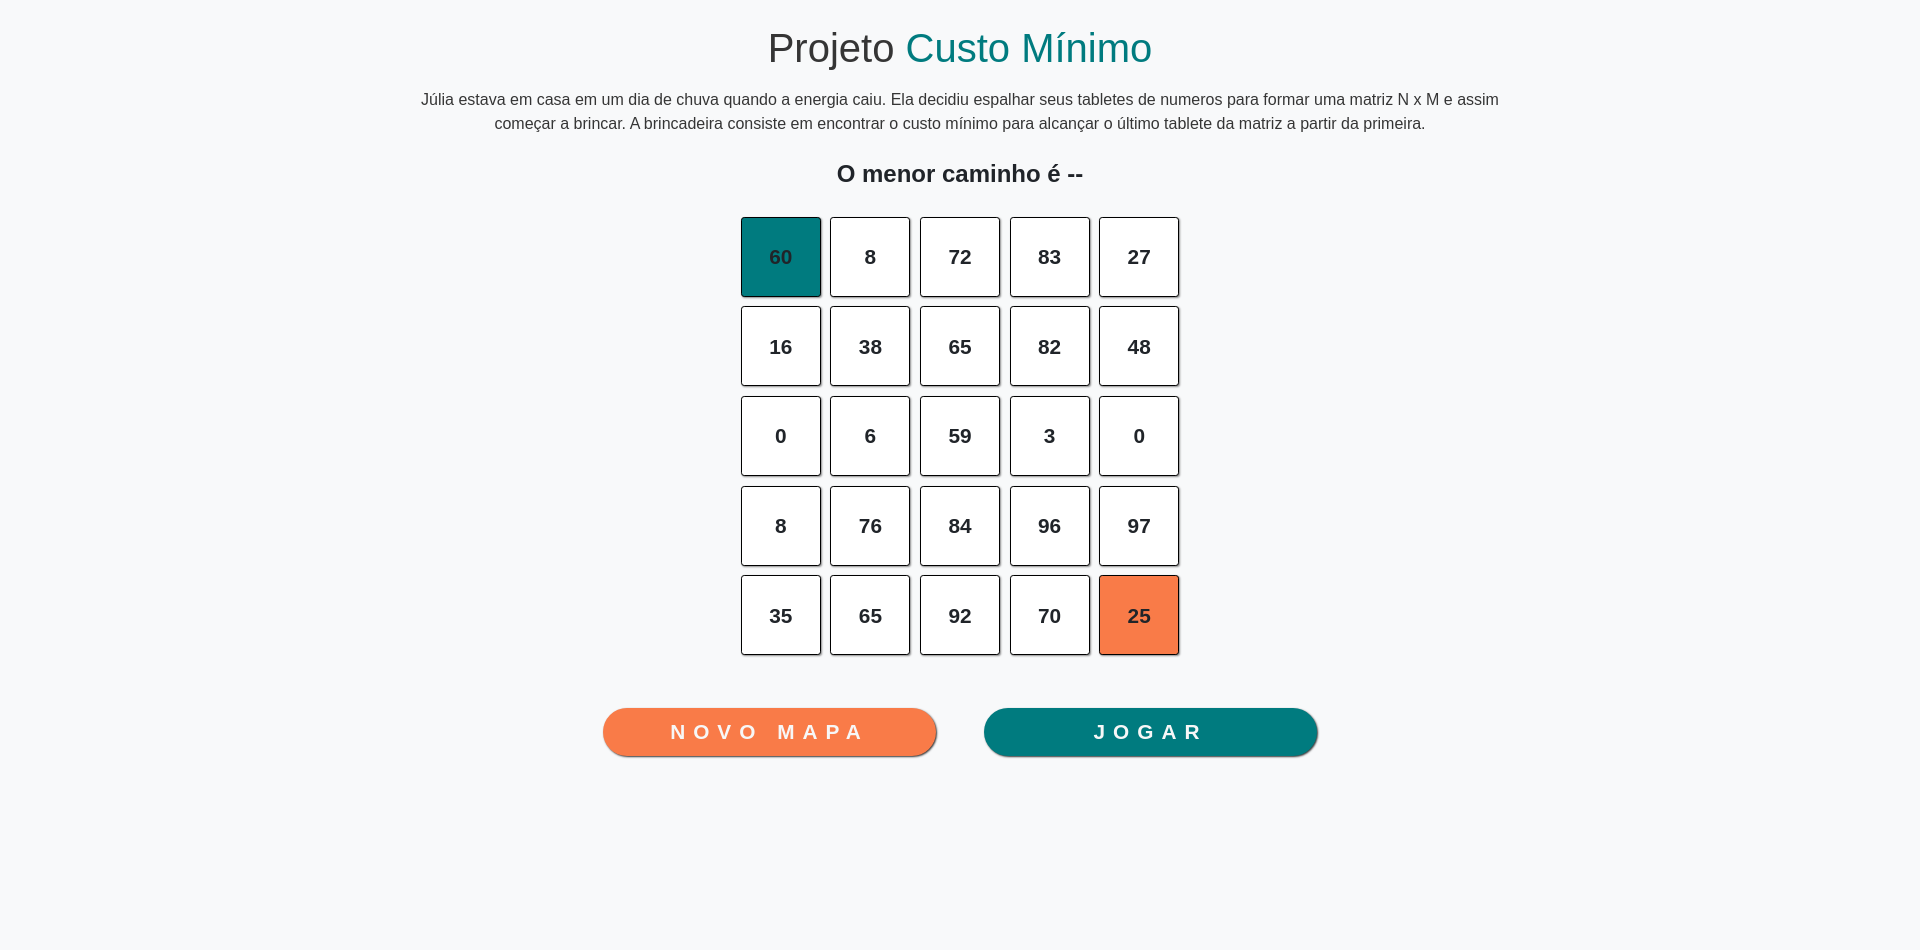 Projeto Custo Mínimo
Júlia estava em casa em um dia de chuva quando a energia caiu. Ela decidiu espalhar seus tabletes de numeros para formar uma matriz N x M e assim
começar a brincar. A brincadeira consiste em encontrar o custo mínimo para alcançar o último tablete da matriz a partir da primeira.
O menor caminho é --
60 8 72 83 27
16 38 65 82 48
0 6 59 3 0
8 76 84 96 97
35 65 92 70 25
NOVO MAPA JOGAR